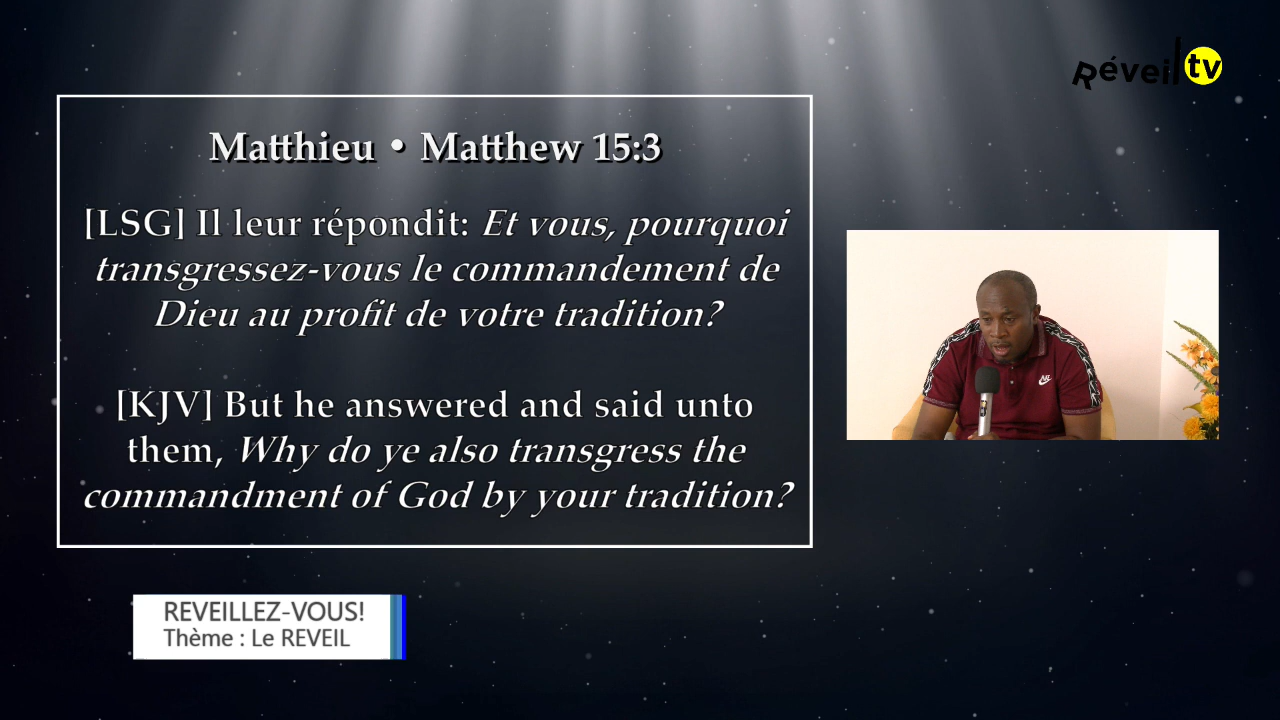 Réveil tv
Matthieu • Matthew 15:3
[LSG] Il leur répondit: Et vous, pourquoi
transgressez-vous le commandement de
Dieu au profit de votre tradition?
[KJV] But he answered and said unto
them, Why do ye also transgress the
commandment of God by your tradition?
REVEILLEZ-VOUS!
Thème : Le REVEIL